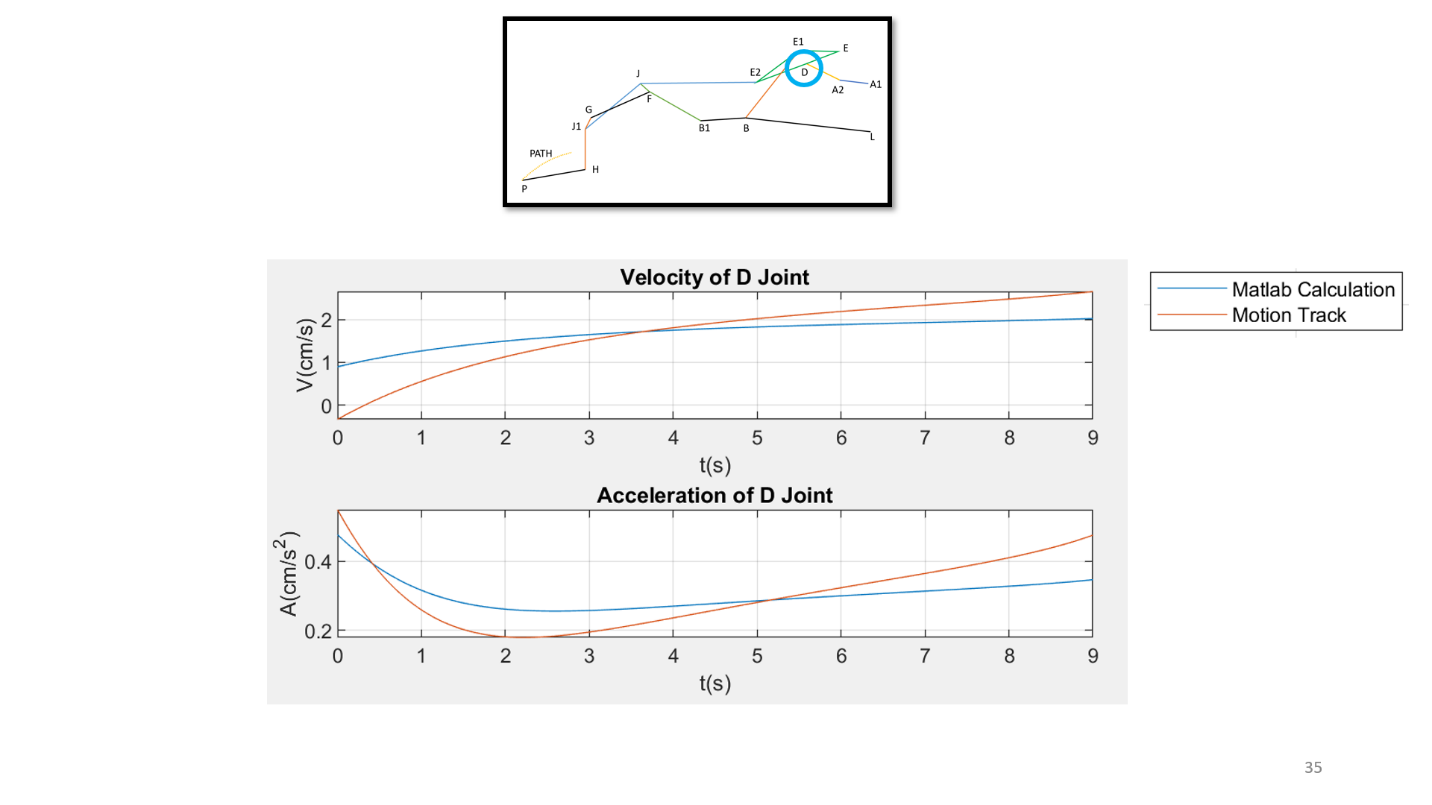 E1
E
J
E2
D
A2
A1
F
G
J1
B1
B
L
PATH
H
P
Velocity of D Joint
V(cm/s)
2
1
0
0 1 2 3 4 5 6 7 8 9
t(s)
Matlab Calculation
Motion Track
Acceleration of D Joint
A(cm/s²)
0.4
0.2
0 1 2 3 4 5 6 7 8 9
t(s)
35